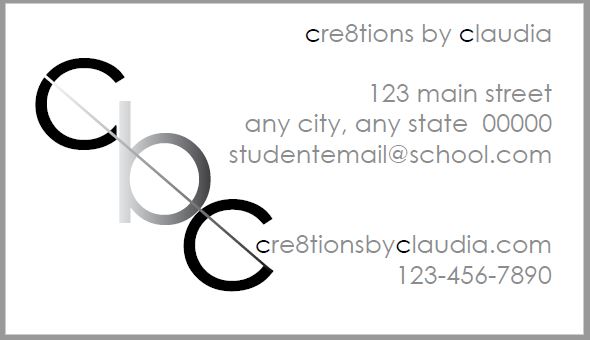 cre8tions by claudia
123 main street
any city, any state  00000
studentemail@school.com
cbc
cre8tionsbyclaudia.com
123-456-7890